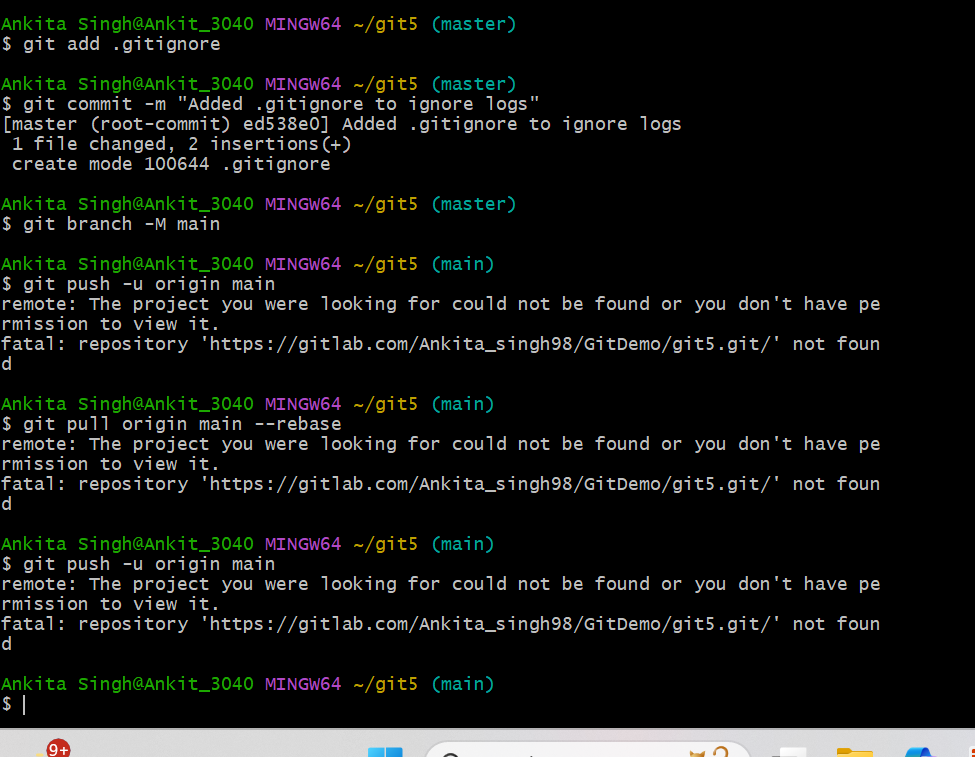 Ankita Singh@Ankit_3040 MINGW64 ~/git5 (master)
$ git add .gitignore
Ankita Singh@Ankit_3040 MINGW64 ~/git5 (master)
$ git commit -m "Added .gitignore to ignore logs"
[master (root-commit) ed538e0] Added .gitignore to ignore logs
1 file changed, 2 insertions(+)
create mode 100644 .gitignore
Ankita Singh@Ankit_3040 MINGW64 ~/git5 (master)
$ git branch -M main
Ankita Singh@Ankit_3040 MINGW64 ~/git5 (main)
$ git push -u origin main
remote: The project you were looking for could not be found or you don't have pe
rmission to view it.
fatal: repository 'https://gitlab.com/Ankita_singh98/GitDemo/git5.git/' not foun
d
Ankita Singh@Ankit_3040 MINGW64 ~/git5 (main)
$ git pull origin main --rebase
remote: The project you were looking for could not be found or you don't have pe
rmission to view it.
fatal: repository 'https://gitlab.com/Ankita_singh98/GitDemo/git5.git/' not foun
d
Ankita Singh@Ankit_3040 MINGW64 ~/git5 (main)
$ git push -u origin main
remote: The project you were looking for could not be found or you don't have pe
rmission to view it.
fatal: repository 'https://gitlab.com/Ankita_singh98/GitDemo/git5.git/' not foun
d
Ankita Singh@Ankit_3040 MINGW64 ~/git5 (main)
$
9+